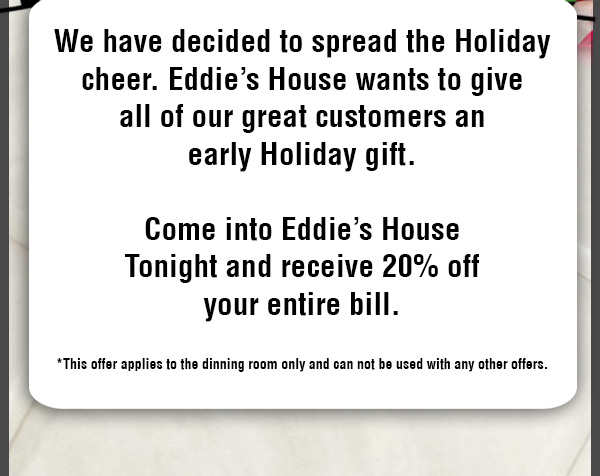 We have decided to spread the Holiday
cheer. Eddie’s House wants to give
all of our great customers an
early Holiday gift.
Come into Eddie’s House
Tonight and receive 20% off
your entire bill.
*This offer applies to the dinning room only and can not be used with any other offers.